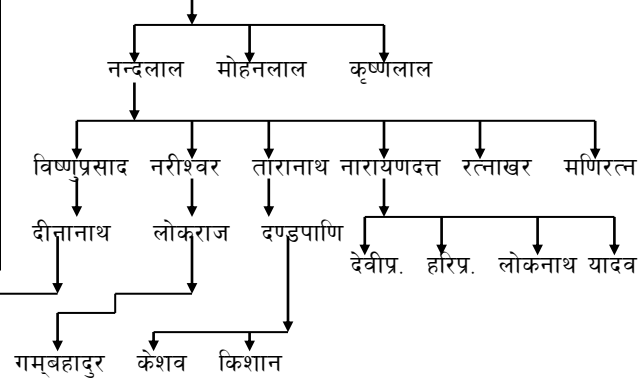 नन्दलाल मोहनलाल कृष्णलाल
विष्णुप्रसाद नरीश्वर तारानाथ नारायणदत्त रत्नाखर मणिरत्न
दीनानाथ लोकराज दण्डपाणि
देवीप्र. हरिप्र. लोकनाथ यादव
गम्बहादुर केशव किशान